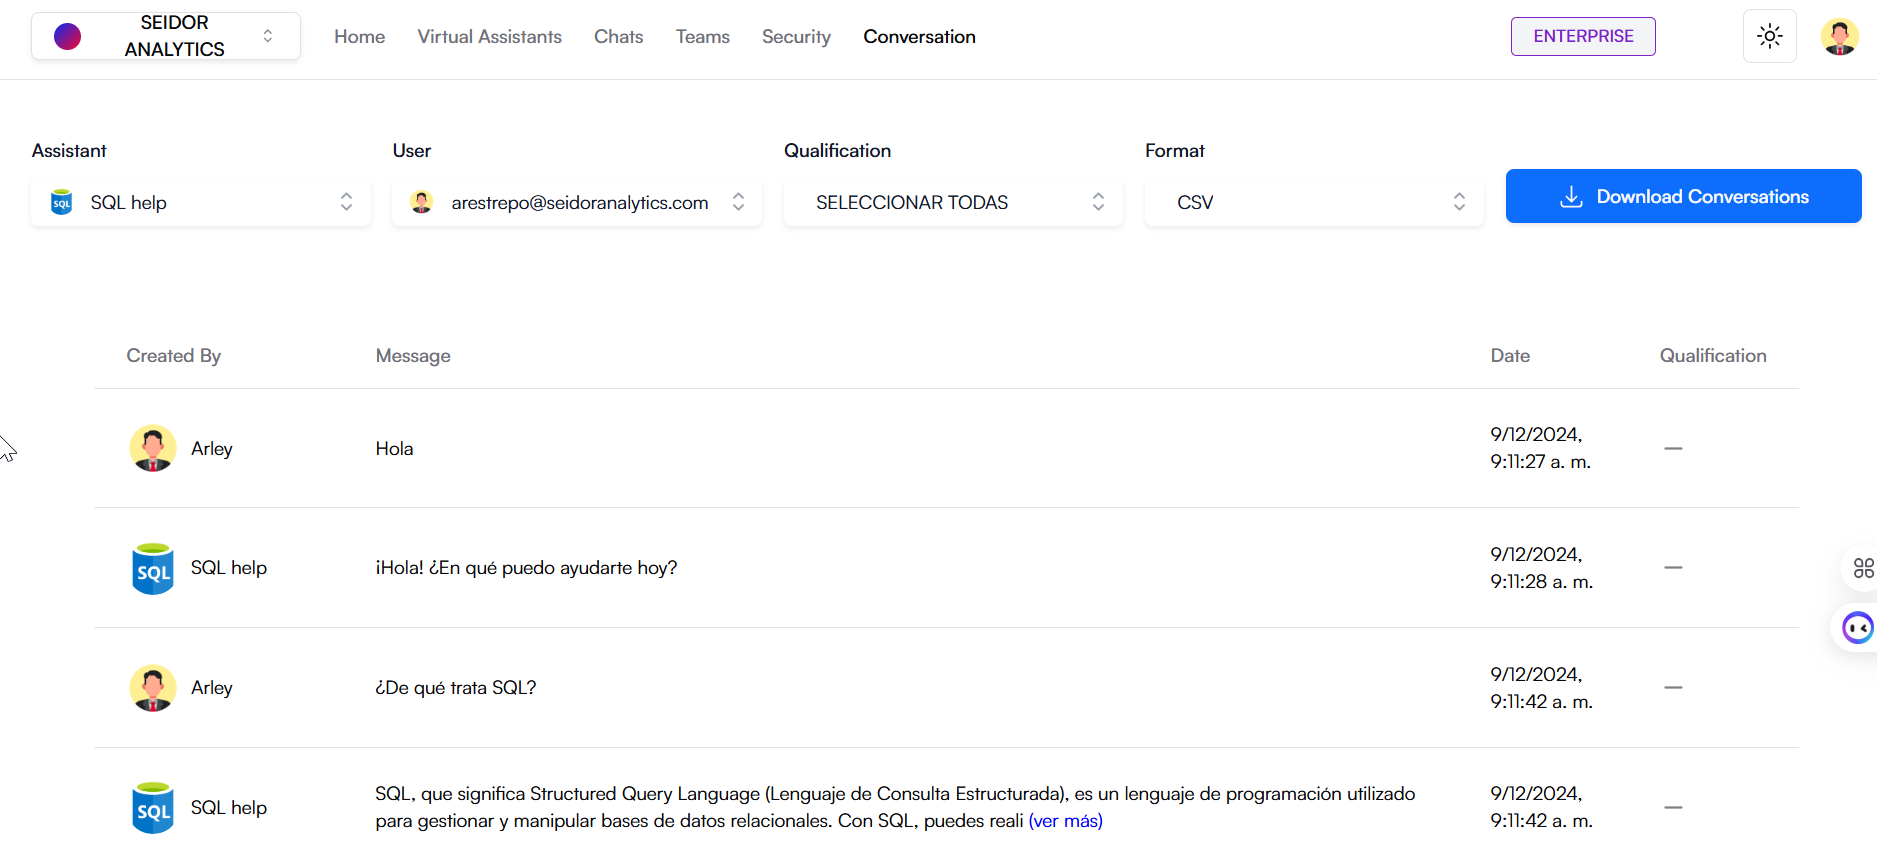 SEIDOR
ANALYTICS
Home
Virtual Assistants
Chats
Teams
Security
Conversation
ENTERPRISE
Assistant
User
Qualification
Format
SQL
SQL help
arestrepo@seidoranalytics.com
SELECCIONAR TODAS
CSV
Download Conversations
Created By
Message
Date
Qualification
Arley
Hola
9/12/2024,
9:11:27 a. m.
—
SQL
SQL help
¡Hola! ¿En qué puedo ayudarte hoy?
9/12/2024,
9:11:28 a. m.
—
Arley
¿De qué trata SQL?
9/12/2024,
9:11:42 a. m.
—
SQL
SQL help
SQL, que significa Structured Query Language (Lenguaje de Consulta Estructurada), es un lenguaje de programación utilizado
para gestionar y manipular bases de datos relacionales. Con SQL, puedes reali (ver más)
9/12/2024,
9:11:42 a. m.
—